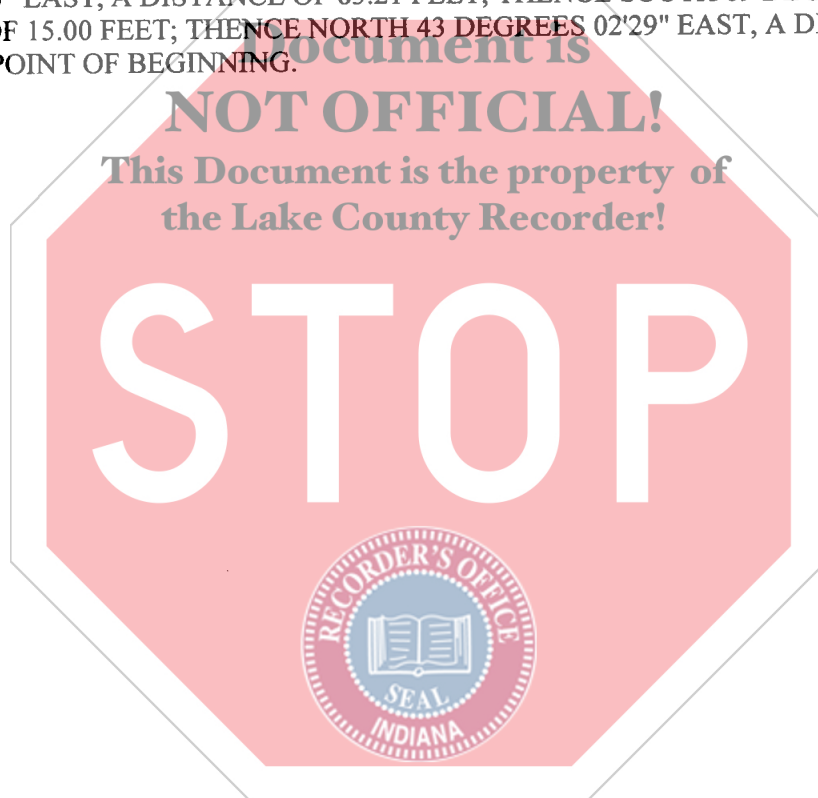 EAST, A DISTANCE OF
OF 15.00 FEET; THENCE NORTH 43 DEGREES 02'29" EAST, A
POINT OF BEGINNING.
Document is
NOT OFFICIAL!
This Document is the property of
the Lake County Recorder!
STOP
RECORDER'S OFFICE
SEAL
INDIANA